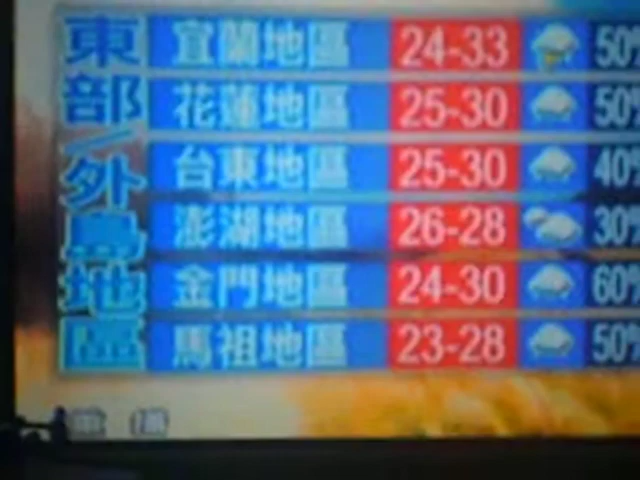 東部/外島地區
宜蘭地區 24-33 50%
花蓮地區 25-30 50%
台東地區 25-30 40%
澎湖地區 26-28 30%
金門地區 24-30 60%
馬祖地區 23-28 50%